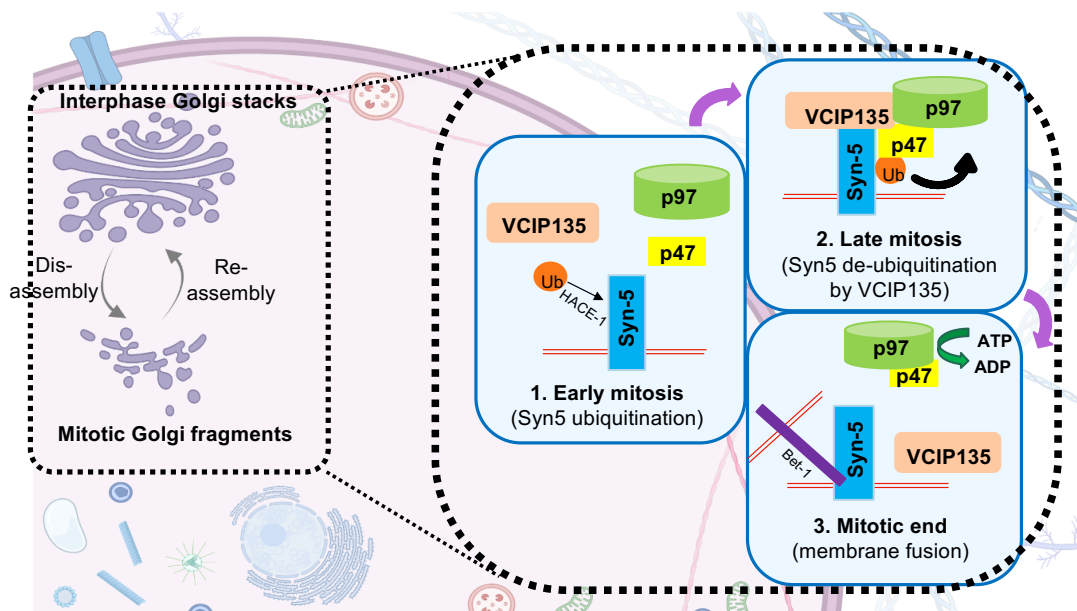 Interphase Golgi stacks
Dis-
assembly
Re-
assembly
Mitotic Golgi fragments
p97
VCIP135
p47
Ub
HACE-1
Syn-5
1. Early mitosis
(Syn5 ubiquitination)
VCIP135
p97
p47
Syn-5
Ub
2. Late mitosis
(Syn5 de-ubiquitination
by VCIP135)
p97
p47
ATP
ADP
Bet-1
Syn-5
VCIP135
3. Mitotic end
(membrane fusion)